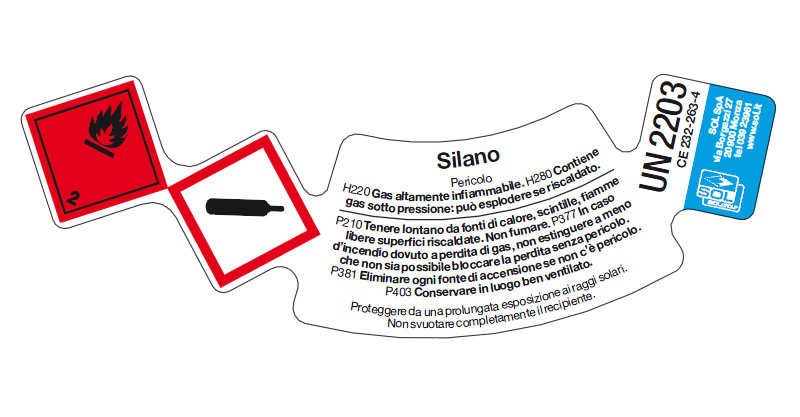 2
Silano
Pericolo
H220 Gas altamente infiammabile. H280 Contiene
gas sotto pressione: può esplodere se riscaldato.
P210 Tenere lontano da fonti di calore, scintille, fiamme
libere superfici riscaldate. Non fumare. P377 In caso
d'incendio dovuto a perdita di gas, non estinguere a meno
che non sia possibile bloccare la perdita senza pericolo.
P381 Eliminare ogni fonte di accensione se non c'è pericolo.
P403 Conservare in luogo ben ventilato.
Proteggere da una prolungata esposizione ai raggi solari.
Non svuotare completamente il recipiente.
UN 2203
CE 232-263-4
SOL SpA
via Borgazzi 27
20900 Monza
tel 039 23961
www.sol.it
SOL
SOLGROUP